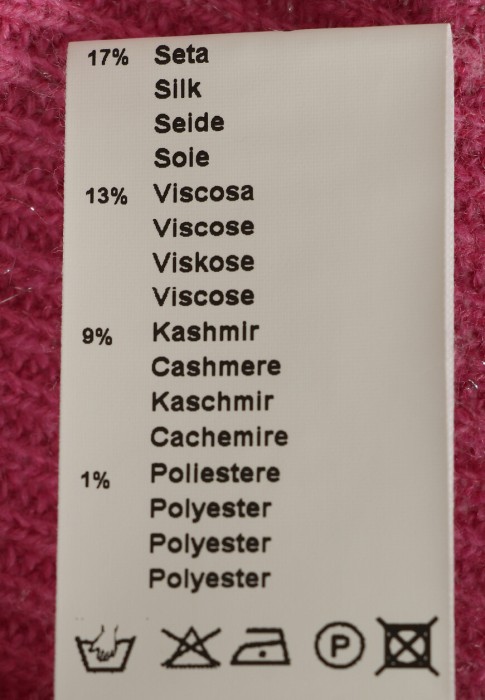 17% Seta
Silk
Seide
Soie
13% Viscosa
Viscose
Viskose
Viscose
9% Kashmir
Cashmere
Kaschmir
Cachemire
1% Poliestere
Polyester
Polyester
Polyester
P